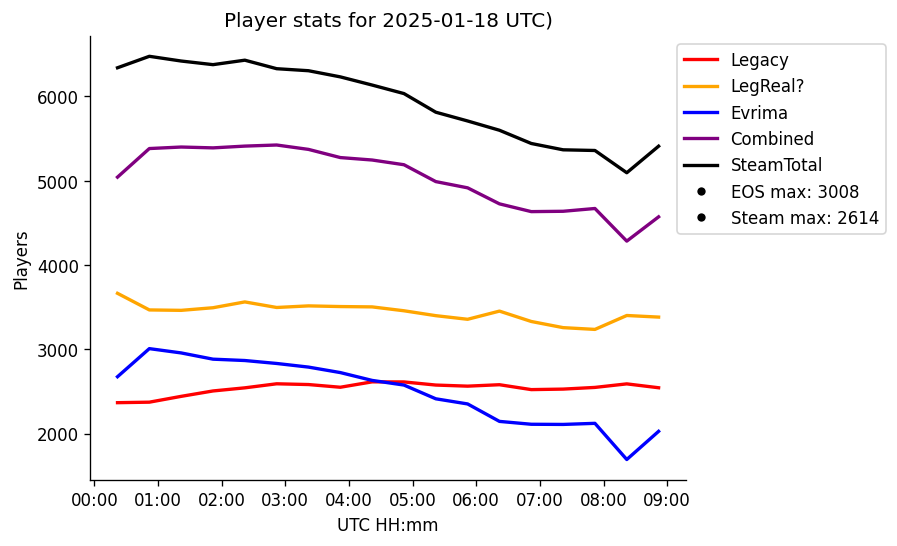 Player stats for 2025-01-18 UTC)
Legacy
LegReal?
Evrima
Combined
SteamTotal
EOS max: 3008
Steam max: 2614
Players
6000
5000
4000
3000
2000
00:00 01:00 02:00 03:00 04:00 05:00 06:00 07:00 08:00 09:00
UTC HH:mm